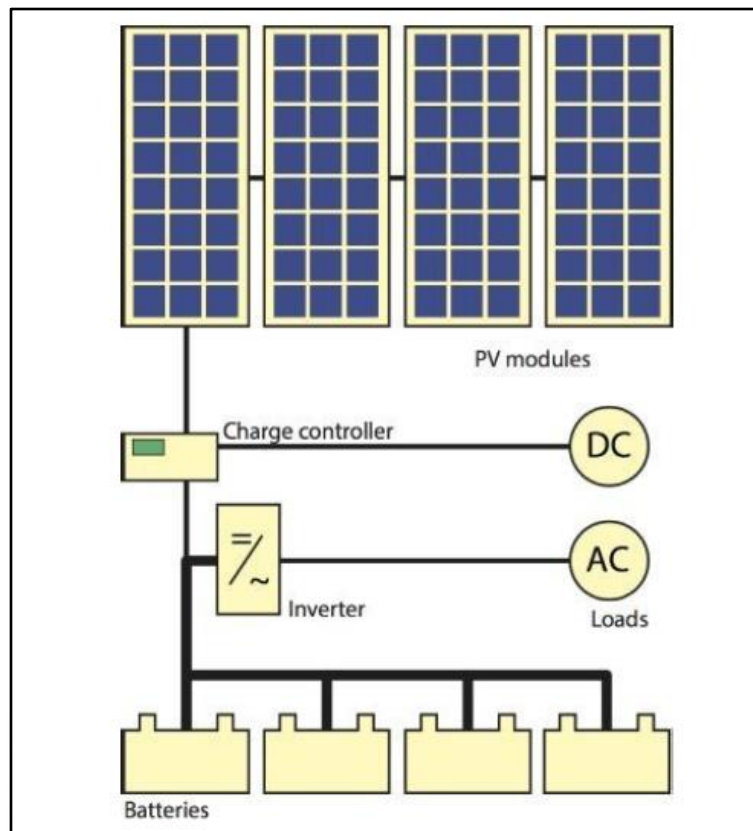 PV modules
Charge controller
DC
=
~
AC
Inverter
Loads
Batteries